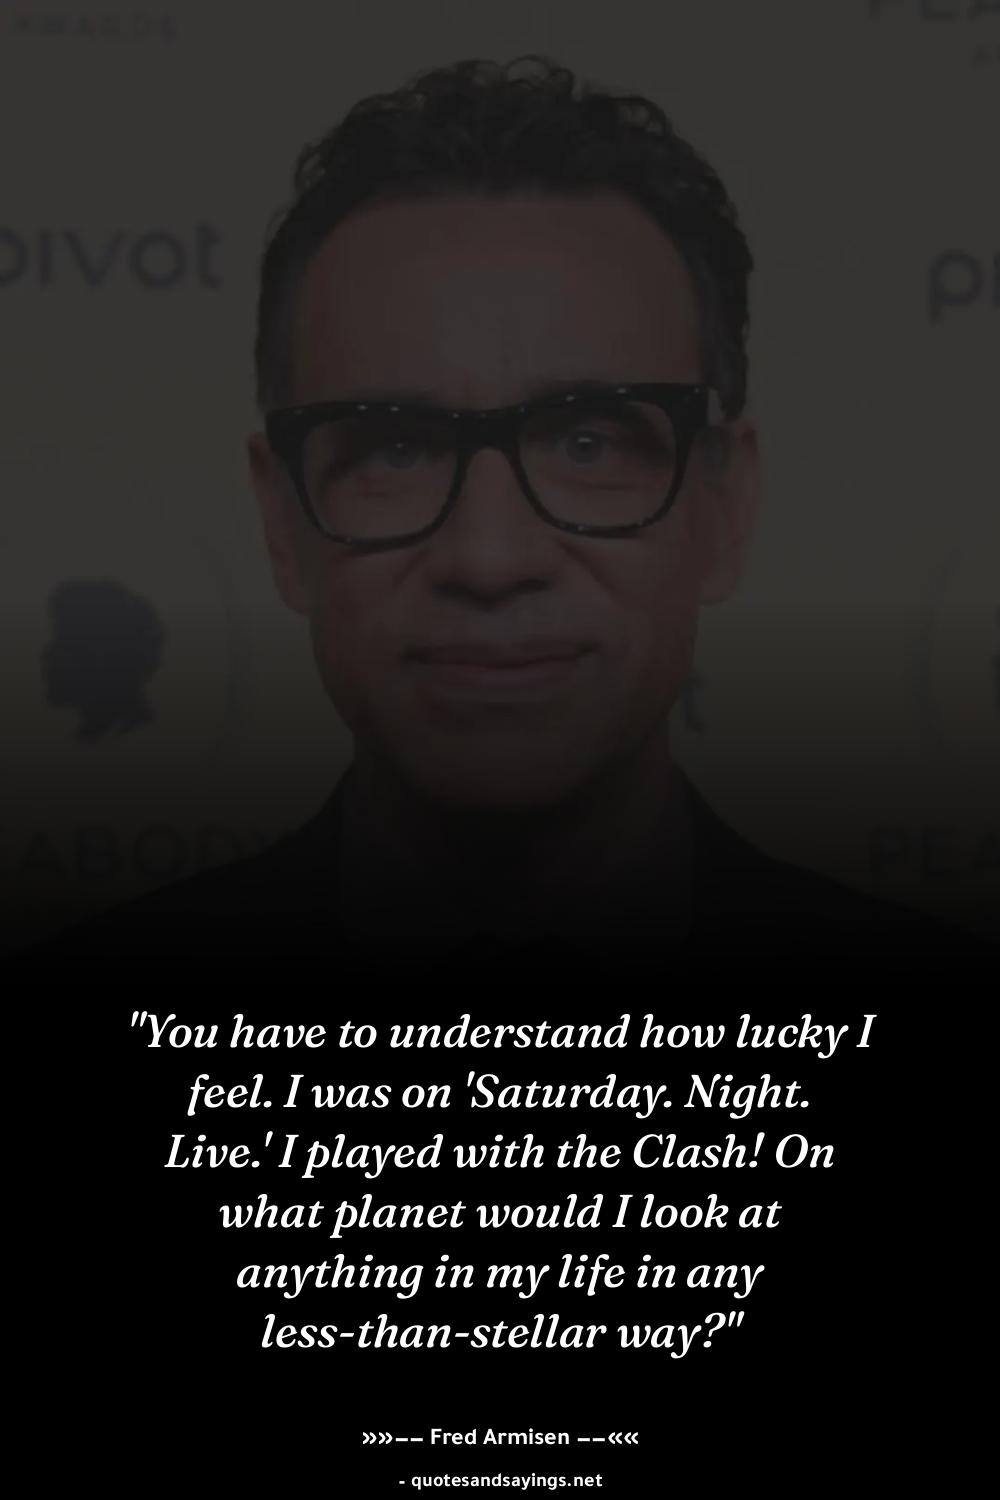 AWARDS
pivot
"You have to understand how lucky I
feel. I was on 'Saturday. Night.
Live.' I played with the Clash! On
what planet would I look at
anything in my life in any
less-than-stellar way?"
»»–– Fred Armisen ––««
- quotesandsayings.net